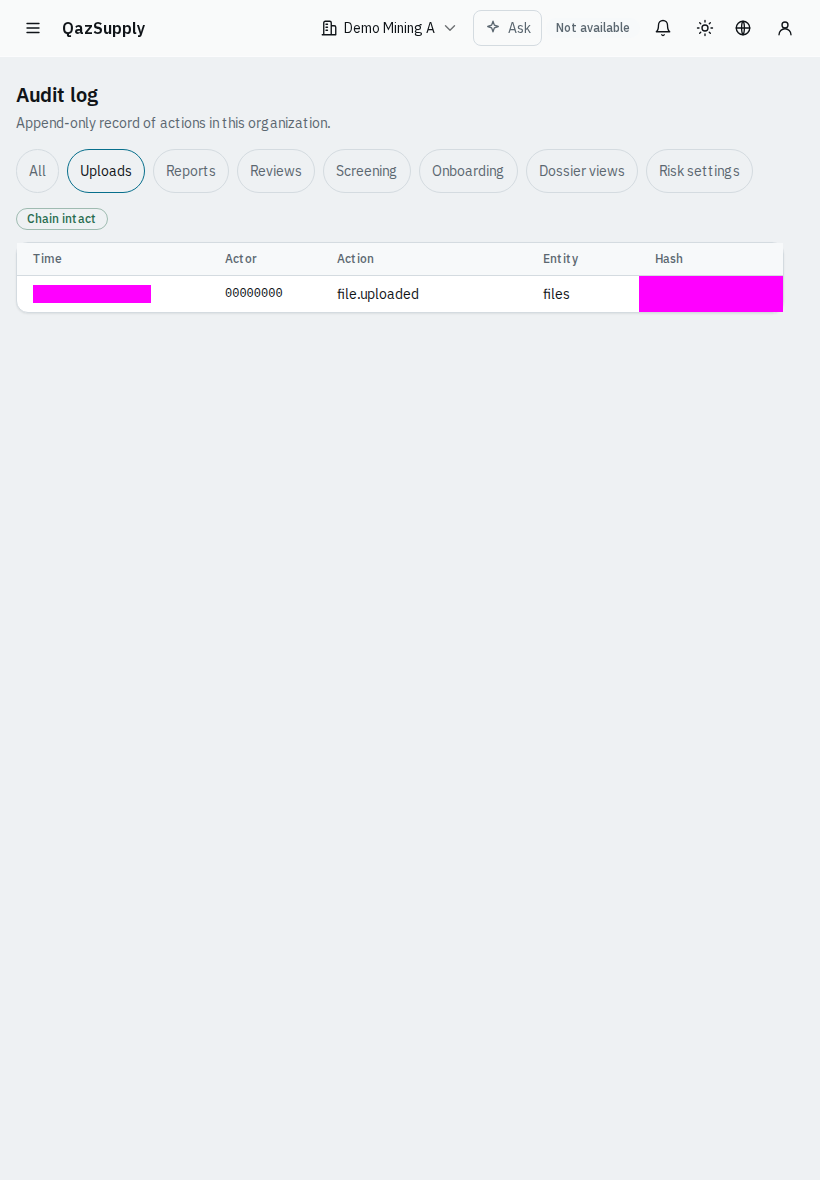 QazSupply Demo Mining A Ask Not available
Audit log
Append-only record of actions in this organization.
All Uploads Reports Reviews Screening Onboarding Dossier views Risk settings
Chain intact
Time Actor Action Entity Hash
00000000 file.uploaded files